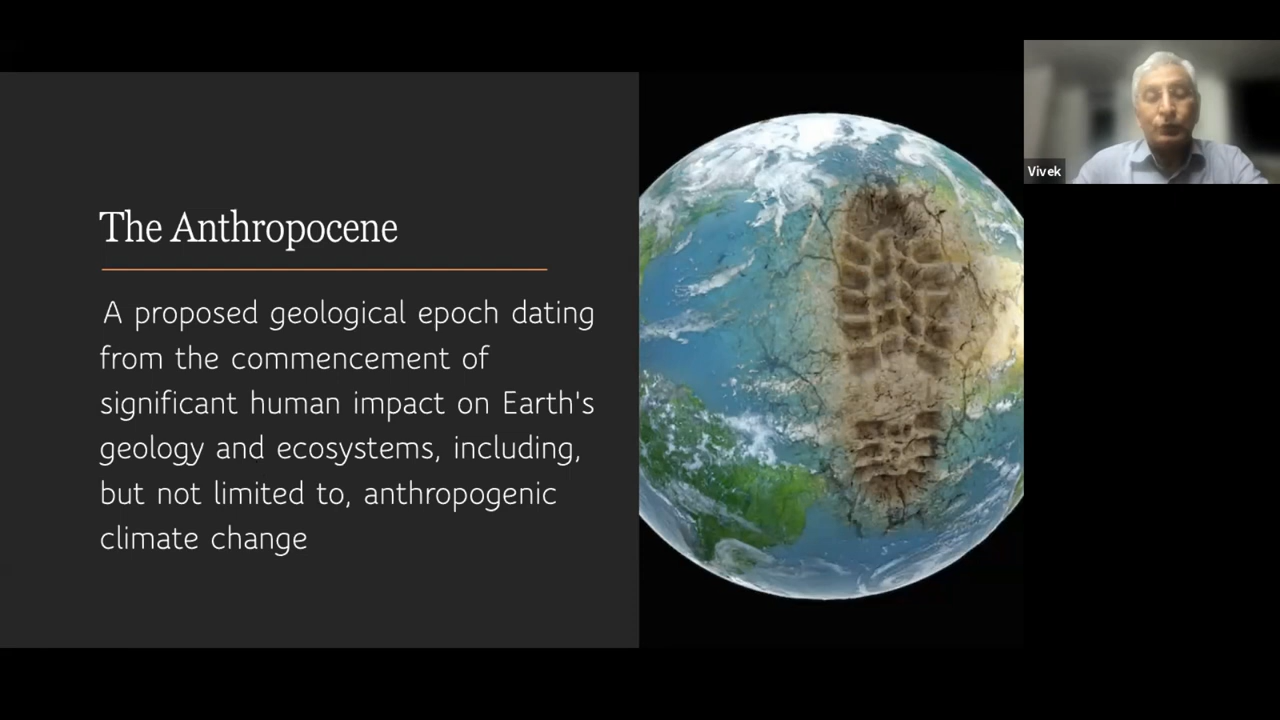 The Anthropocene
A proposed geological epoch dating
from the commencement of
significant human impact on Earth's
geology and ecosystems, including,
but not limited to, anthropogenic
climate change
Vivek